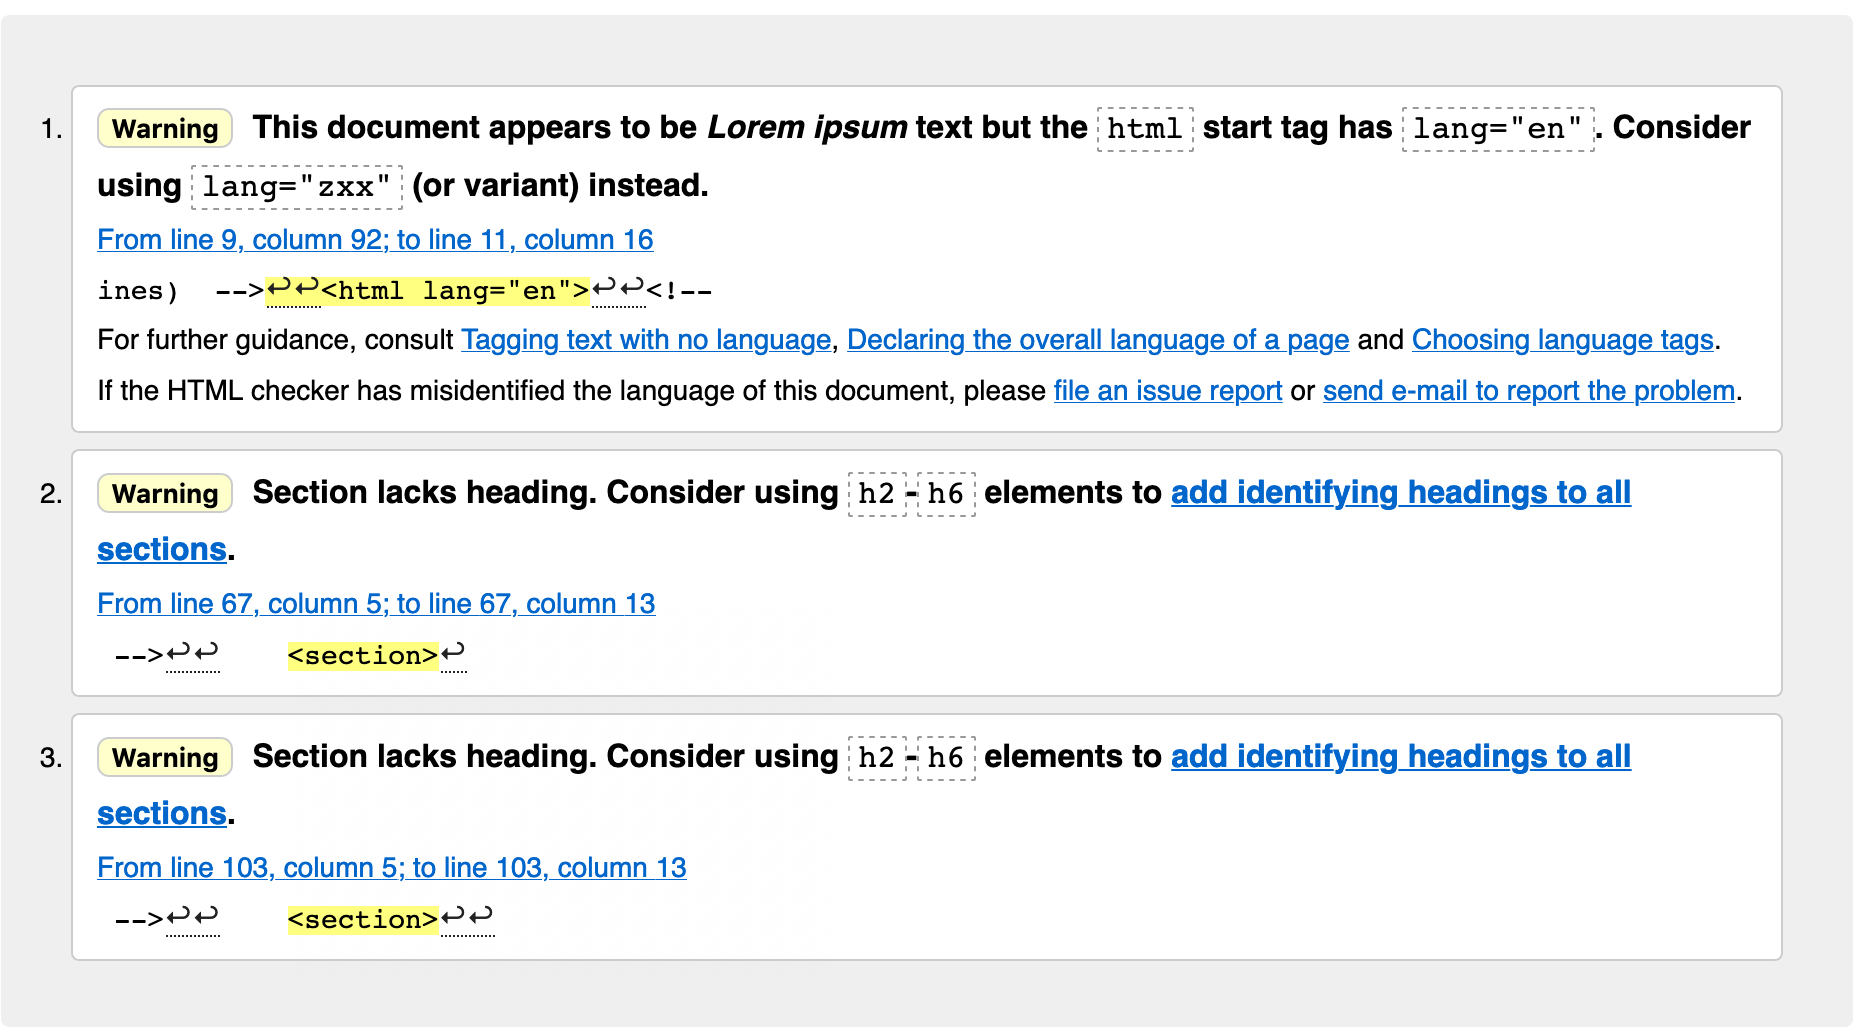 1. Warning This document appears to be Lorem ipsum text but the html start tag has lang="en". Consider
using lang="zxx" (or variant) instead.
From line 9, column 92; to line 11, column 16
ines)  -->↩↩<html lang="en">↩↩<!--
For further guidance, consult Tagging text with no language, Declaring the overall language of a page and Choosing language tags.
If the HTML checker has misidentified the language of this document, please file an issue report or send e-mail to report the problem.
2. Warning Section lacks heading. Consider using h2-h6 elements to add identifying headings to all
sections.
From line 67, column 5; to line 67, column 13
-->↩↩    <section>↩
3. Warning Section lacks heading. Consider using h2-h6 elements to add identifying headings to all
sections.
From line 103, column 5; to line 103, column 13
-->↩↩    <section>↩↩